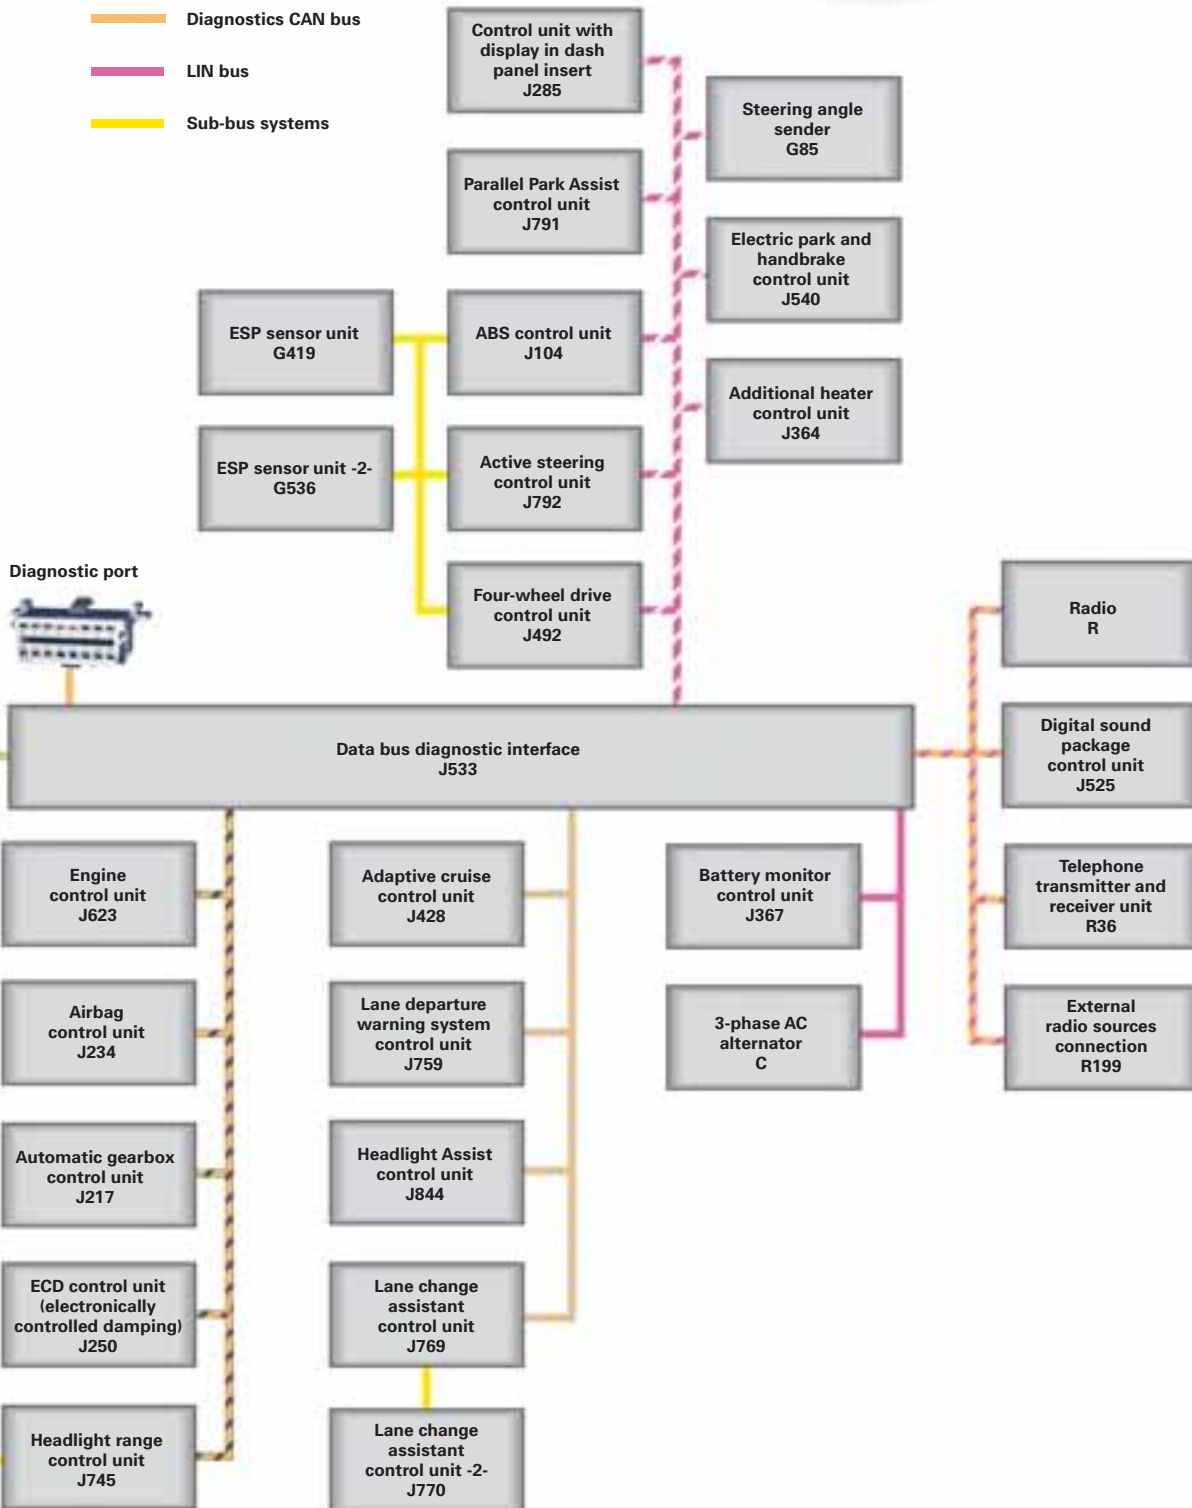 Diagnostics CAN bus
LIN bus
Sub-bus systems
Control unit with
display in dash
panel insert
J285
Steering angle
sender
G85
Parallel Park Assist
control unit
J791
Electric park and
handbrake
control unit
J540
ESP sensor unit
G419
ABS control unit
J104
Additional heater
control unit
J364
ESP sensor unit -2-
G536
Active steering
control unit
J792
Diagnostic port
Four-wheel drive
control unit
J492
Radio
R
Data bus diagnostic interface
J533
Digital sound
package
control unit
J525
Engine
control unit
J623
Adaptive cruise
control unit
J428
Battery monitor
control unit
J367
Telephone
transmitter and
receiver unit
R36
Airbag
control unit
J234
Lane departure
warning system
control unit
J759
3-phase AC
alternator
C
External
radio sources
connection
R199
Automatic gearbox
control unit
J217
Headlight Assist
control unit
J844
ECD control unit
(electronically
controlled damping)
J250
Lane change
assistant
control unit
J769
Headlight range
control unit
J745
Lane change
assistant
control unit -2-
J770